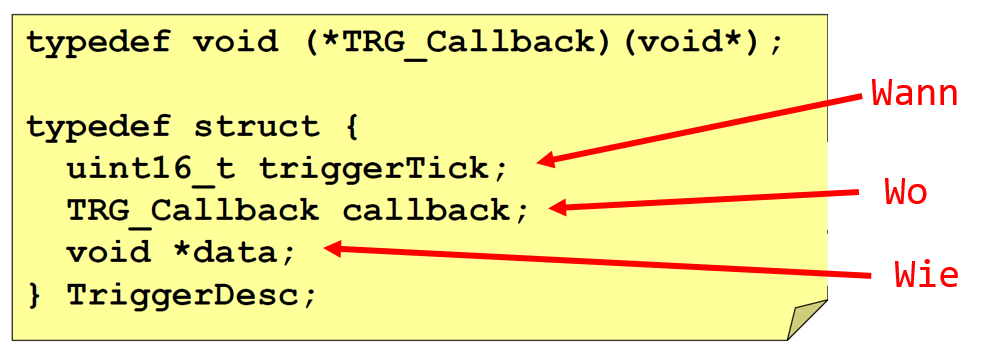 typedef void (*TRG_Callback)(void*);
typedef struct {
uint16_t triggerTick;
Wann
TRG_Callback callback;
Wo
void *data;
Wie
} TriggerDesc;